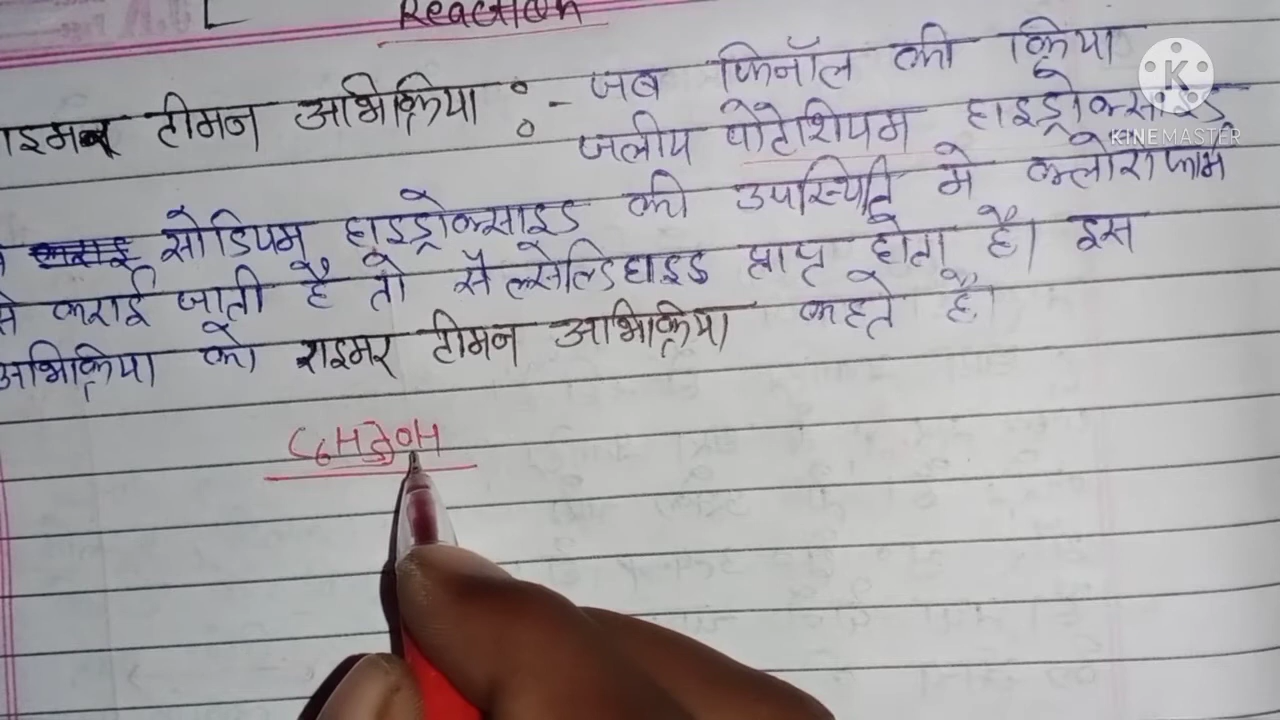 Reaction
टीमन अभिक्रिया :- जब फिनॉल की क्रिया
जलीय पोटेशियम हाइड्रोक्साइड
सोडियम हाइड्रोक्साइड की उपस्थिति मे क्लोरोफार्म
से कराई जाती है तो सैल्सेल्डिहाइड प्राप्त होता है। इस
अभिक्रिया को राइमर टीमन अभिक्रिया कहते है।
C6H5OH
K
KINEMASTER